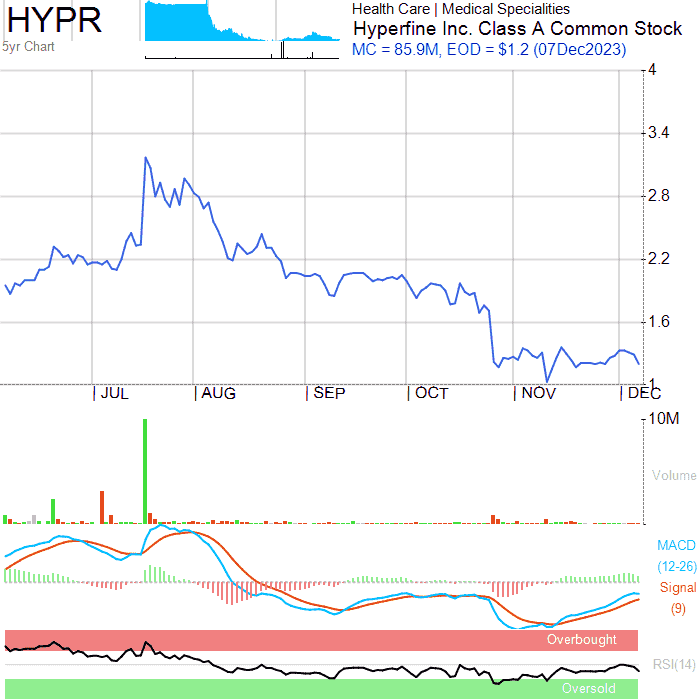 HYPR
5yr Chart
Health Care | Medical Specialities
Hyperfine Inc. Class A Common Stock
MC = 85.9M, EOD = $1.2 (07Dec2023)
4
3.4
2.8
2.2
1.6
1
JUL AUG SEP OCT NOV DEC
10M
Volume
MACD
(12-26)
Signal
(9)
Overbought
RSI(14)
Oversold